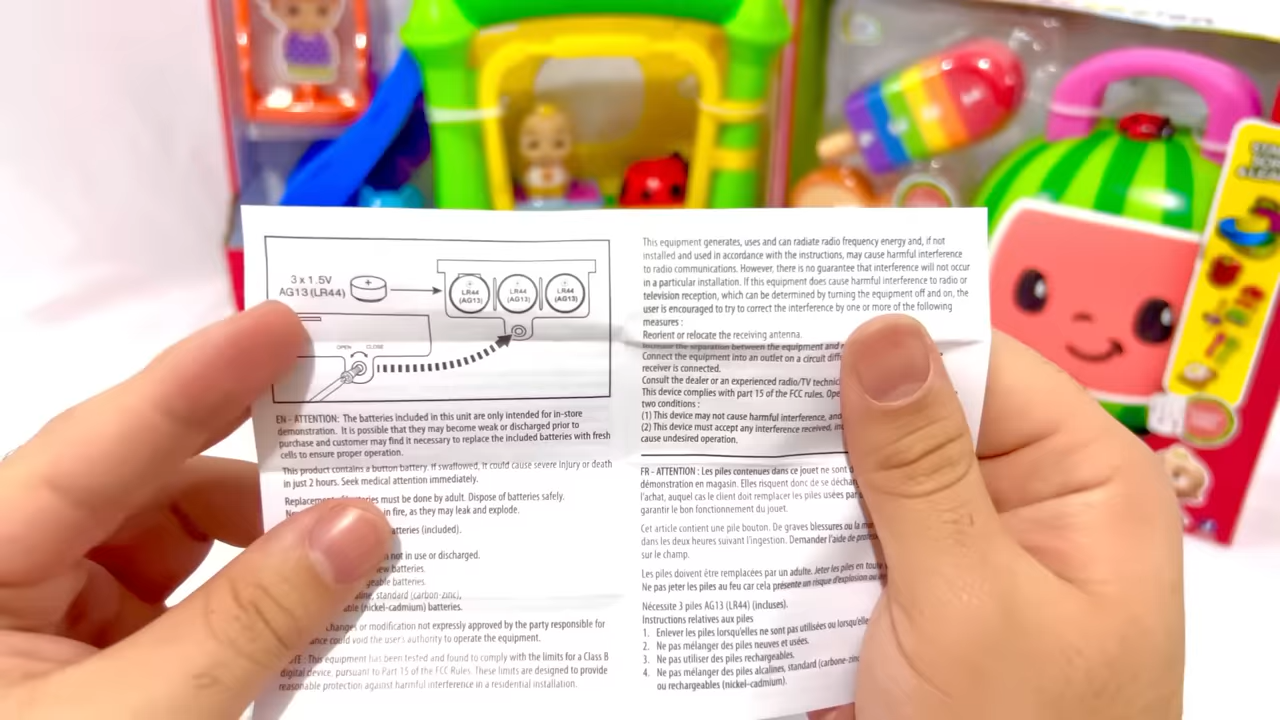 3 x 1.5V
AG13 (LR44)
LR44
(AG13)
LR44
(AG13)
LR44
(AG13)
OPEN CLOSE
EN - ATTENTION: The batteries included in this unit are only intended for in-store
demonstration. It is possible that they may become weak or discharged prior to
purchase and customer may find it necessary to replace the included batteries with fresh
cells to ensure proper operation.
This product contains a button battery. If swallowed, it could cause severe injury or death
in just 2 hours. Seek medical attention immediately.
must be done by adult. Dispose of batteries safely.
in fire, as they may leak and explode.
(included).
not in use or discharged.
batteries.
batteries.
standard (carbon-zinc),
(nickel-cadmium) batteries.
or modification not expressly approved by the party responsible for
could void the user's authority to operate the equipment.
This equipment has been tested and found to comply with the limits for a Class B
digital device, pursuant to Part 15 of the FCC Rules. These limits are designed to provide
reasonable protection against harmful interference in a residential installation.
This equipment generates, uses and can radiate radio frequency energy and, if not
installed and used in accordance with the instructions, may cause harmful interference
to radio communications. However, there is no guarantee that interference will not occur
in a particular installation. If this equipment does cause harmful interference to radio or
television reception, which can be determined by turning the equipment off and on, the
user is encouraged to try to correct the interference by one or more of the following
measures :
Reorient or relocate the receiving antenna.
Increase the separation between the equipment and
Connect the equipment into an outlet on a circuit
receiver is connected.
Consult the dealer or an experienced radio/TV
This device complies with part 15 of the FCC rules.
two conditions :
(1) This device may not cause harmful interference, and
(2) This device must accept any interference received,
cause undesired operation.
FR - ATTENTION : Les piles contenues dans ce jouet ne sont
démonstration en magasin. Elles risquent donc de se
l'achat, auquel cas le client doit remplacer les piles usées
garantir le bon fonctionnement du jouet.
Cet article contient une pile bouton. De graves blessures ou la
dans les deux heures suivant l'ingestion. Demander l'aide de
sur le champ.
Les piles doivent être remplacées par un adulte. Jeter les piles en
Ne pas jeter les piles au feu car cela présente un risque d'explosion ou
Nécessite 3 piles AG13 (LR44) (incluses).
Instructions relatives aux piles
1. Enlever les piles lorsqu'elles ne sont pas utilisées ou lorsqu'elle
2. Ne pas mélanger des piles neuves et usées.
3. Ne pas utiliser des piles rechargeables.
4. Ne pas mélanger des piles alcalines, standard (carbone-zinc
ou rechargeables (nickel-cadmium).